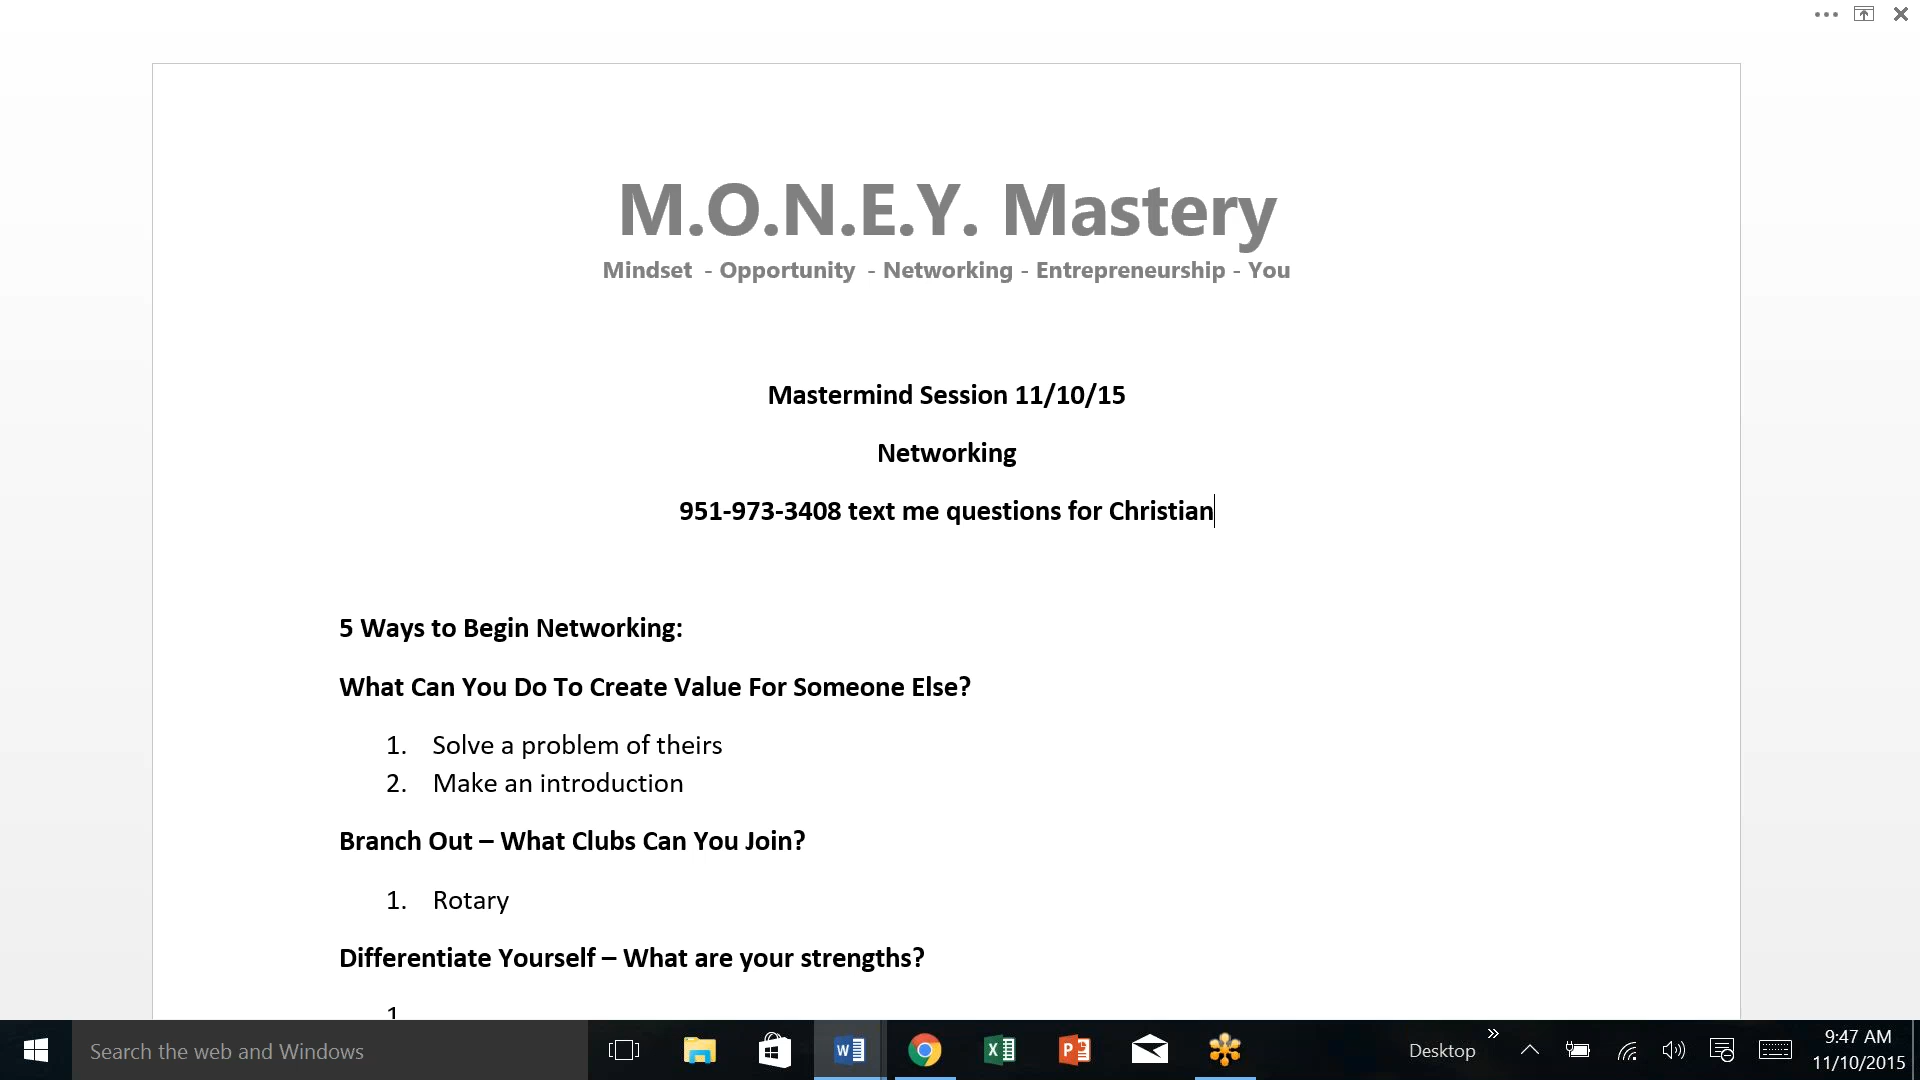 M.O.N.E.Y. Mastery
Mindset - Opportunity - Networking - Entrepreneurship - You
Mastermind Session 11/10/15
Networking
951-973-3408 text me questions for Christian
5 Ways to Begin Networking:
What Can You Do To Create Value For Someone Else?
1. Solve a problem of theirs
2. Make an introduction
Branch Out – What Clubs Can You Join?
1. Rotary
Differentiate Yourself – What are your strengths?
1
Search the web and Windows
Desktop
9:47 AM
11/10/2015